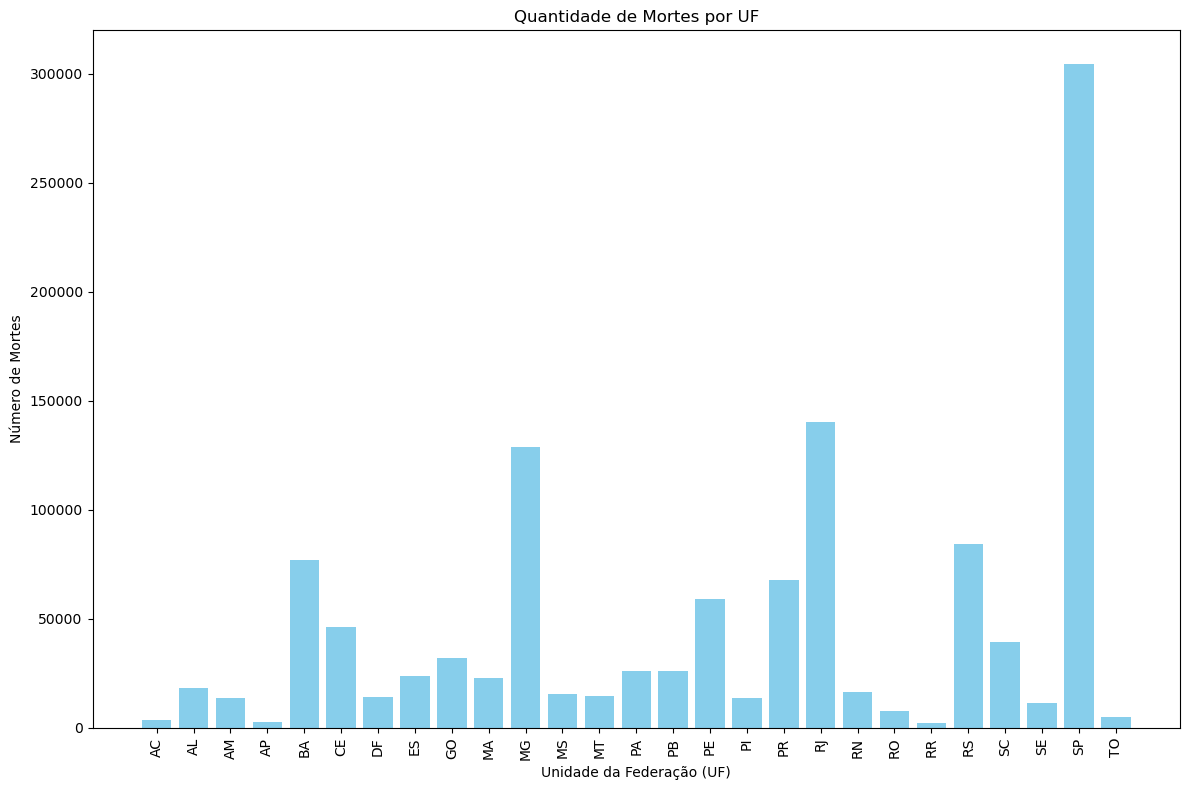 Quantidade de Mortes por UF
Número de Mortes
300000
250000
200000
150000
100000
50000
0
AC AL AM AP BA CE DF ES GO MA MG MS MT PA PB PE PI PR RJ RN RO RR RS SC SE SP TO
Unidade da Federação (UF)